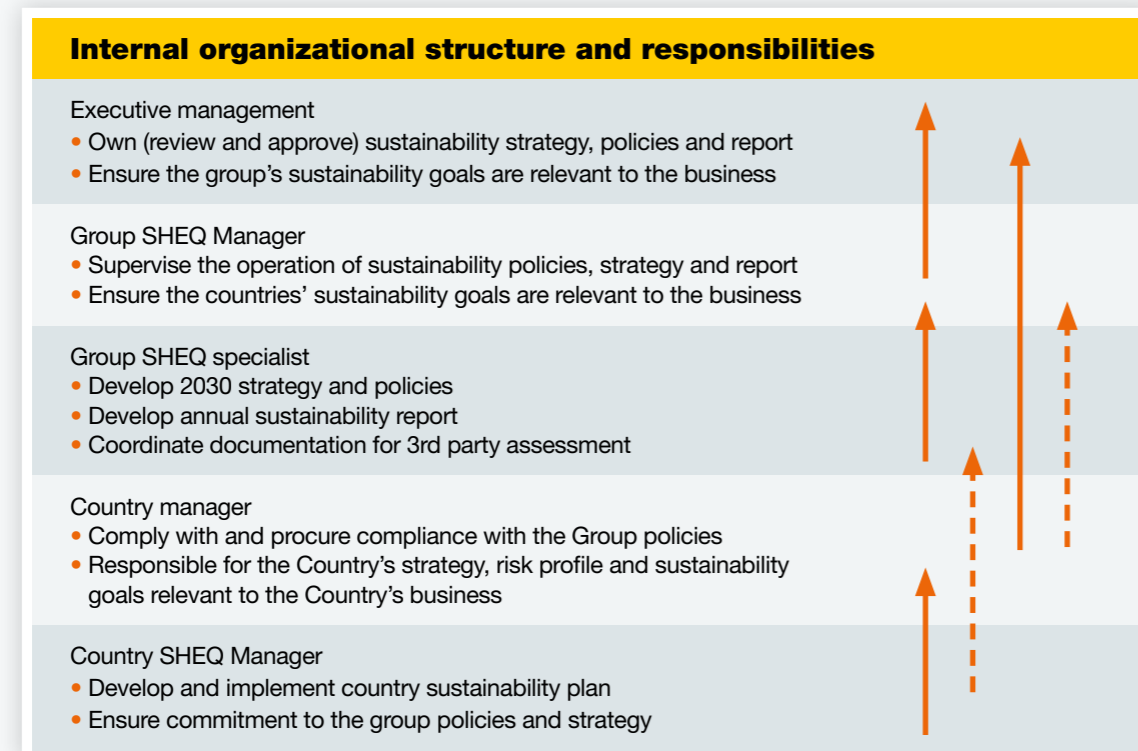 Internal organizational structure and responsibilities
Executive management
• Own (review and approve) sustainability strategy, policies and report
• Ensure the group’s sustainability goals are relevant to the business
Group SHEQ Manager
• Supervise the operation of sustainability policies, strategy and report
• Ensure the countries’ sustainability goals are relevant to the business
Group SHEQ specialist
• Develop 2030 strategy and policies
• Develop annual sustainability report
• Coordinate documentation for 3rd party assessment
Country manager
• Comply with and procure compliance with the Group policies
• Responsible for the Country’s strategy, risk profile and sustainability
goals relevant to the Country’s business
Country SHEQ Manager
• Develop and implement country sustainability plan
• Ensure commitment to the group policies and strategy